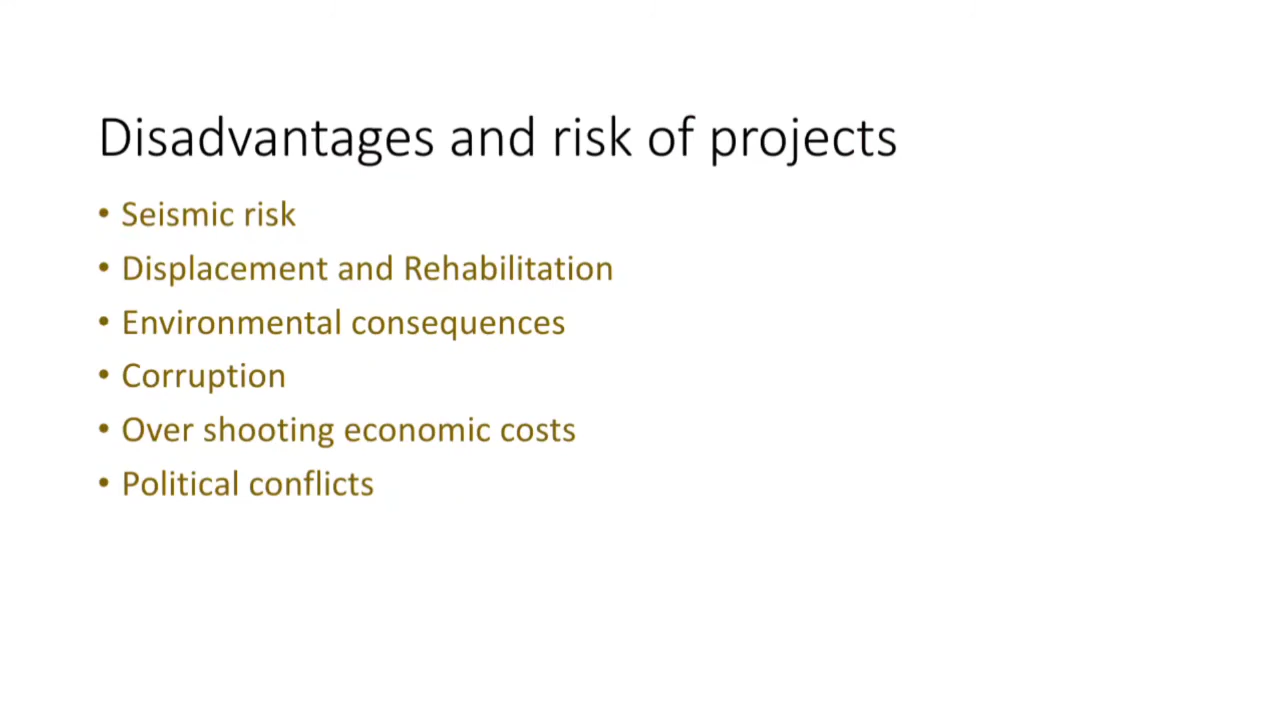 Disadvantages and risk of projects
• Seismic risk
• Displacement and Rehabilitation
• Environmental consequences
• Corruption
• Over shooting economic costs
• Political conflicts